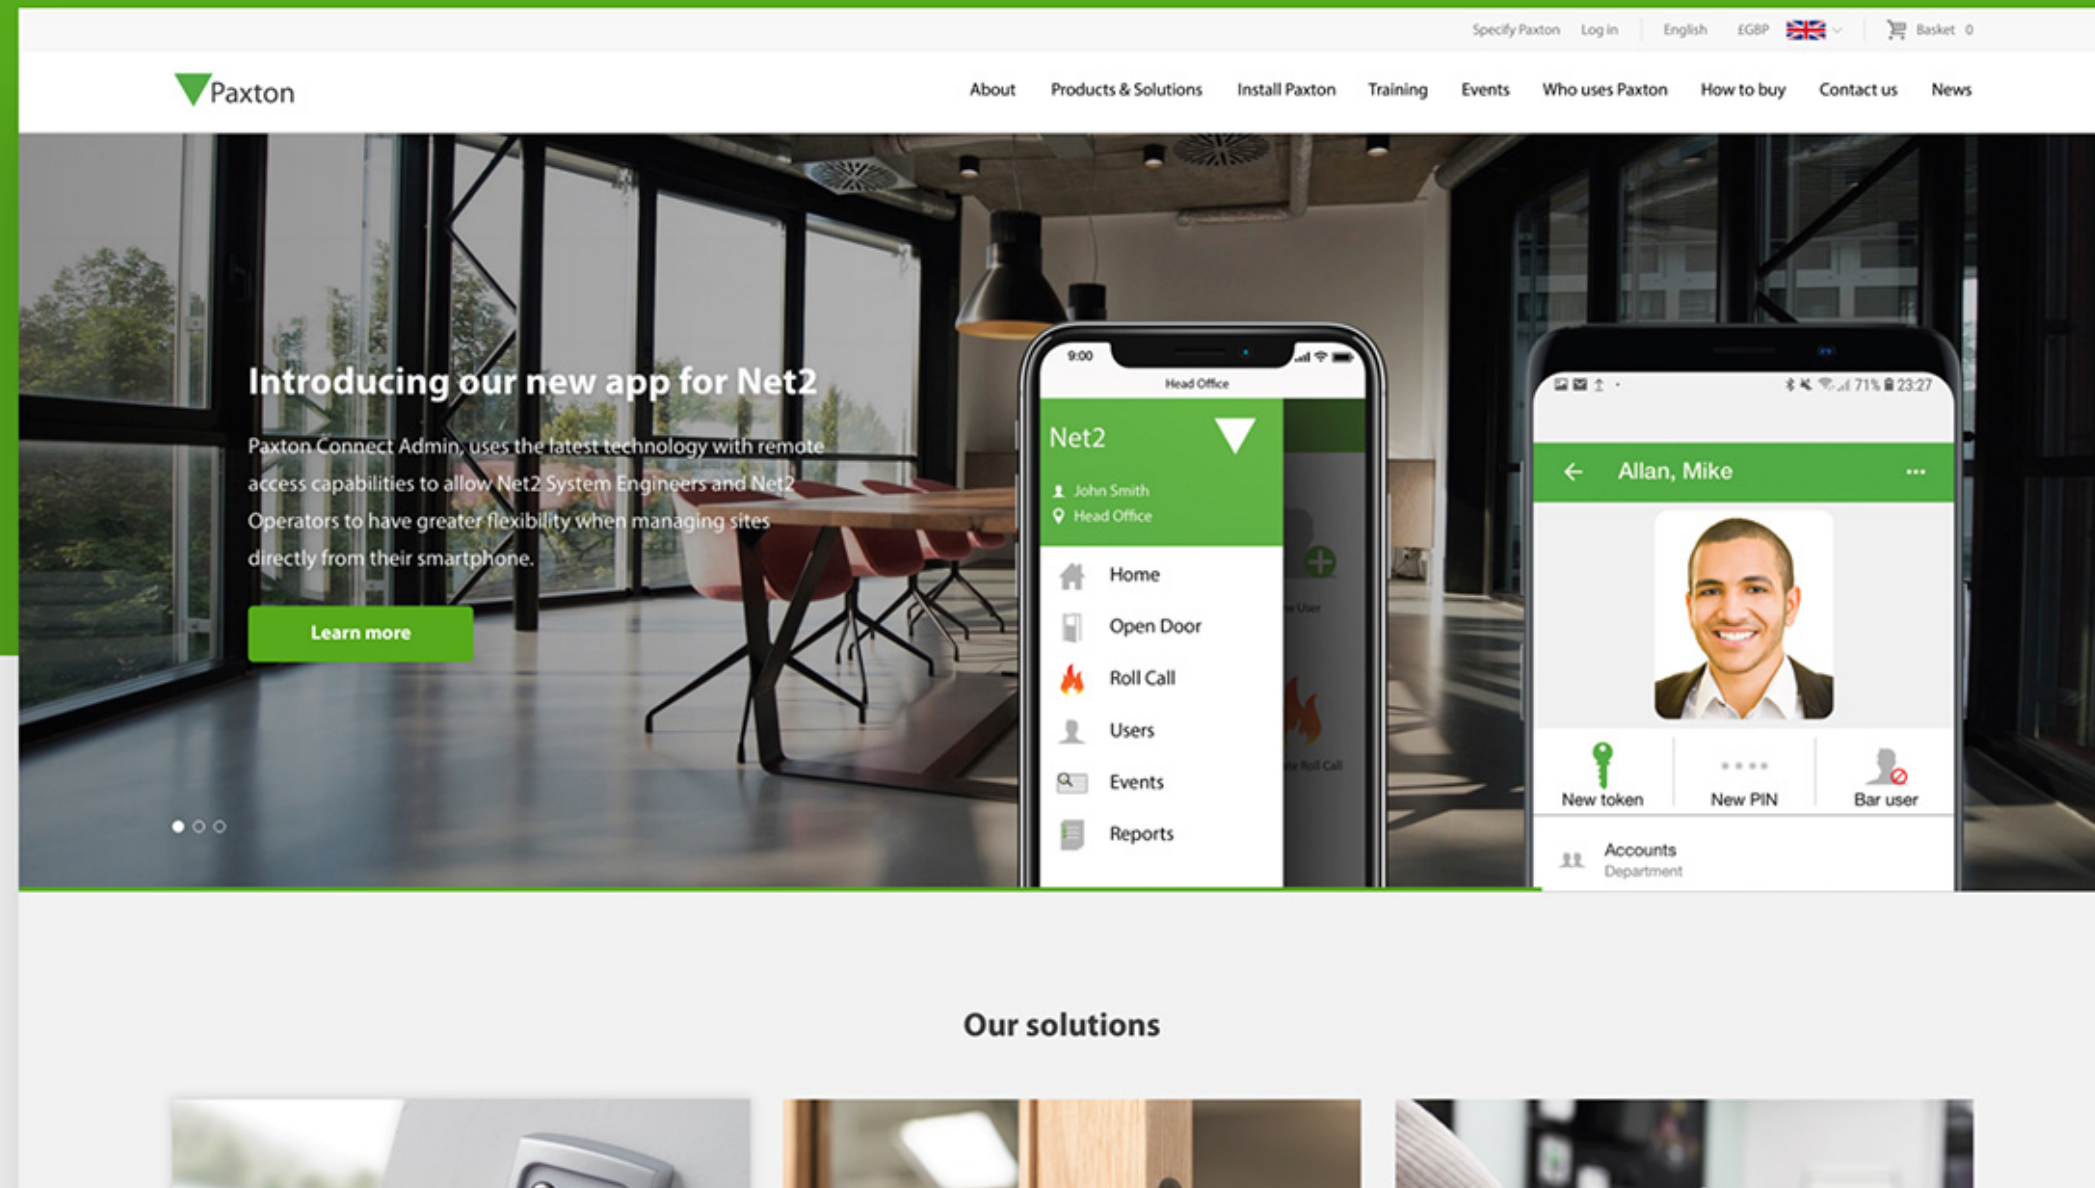 Specify Paxton Log in English £GBP Basket 0
Paxton
About Products & Solutions Install Paxton Training Events Who uses Paxton How to buy Contact us News
Introducing our new app for Net2
Paxton Connect Admin, uses the latest technology with remote
access capabilities to allow Net2 System Engineers and Net2
Operators to have greater flexibility when managing sites
directly from their smartphone.
Learn more
9:00
Head Office
Net2
John Smith
Head Office
Home
Open Door
Roll Call
Users
Events
Reports
User
Roll Call
71% 23:27
Allan, Mike
New token New PIN Bar user
Accounts
Department
Our solutions